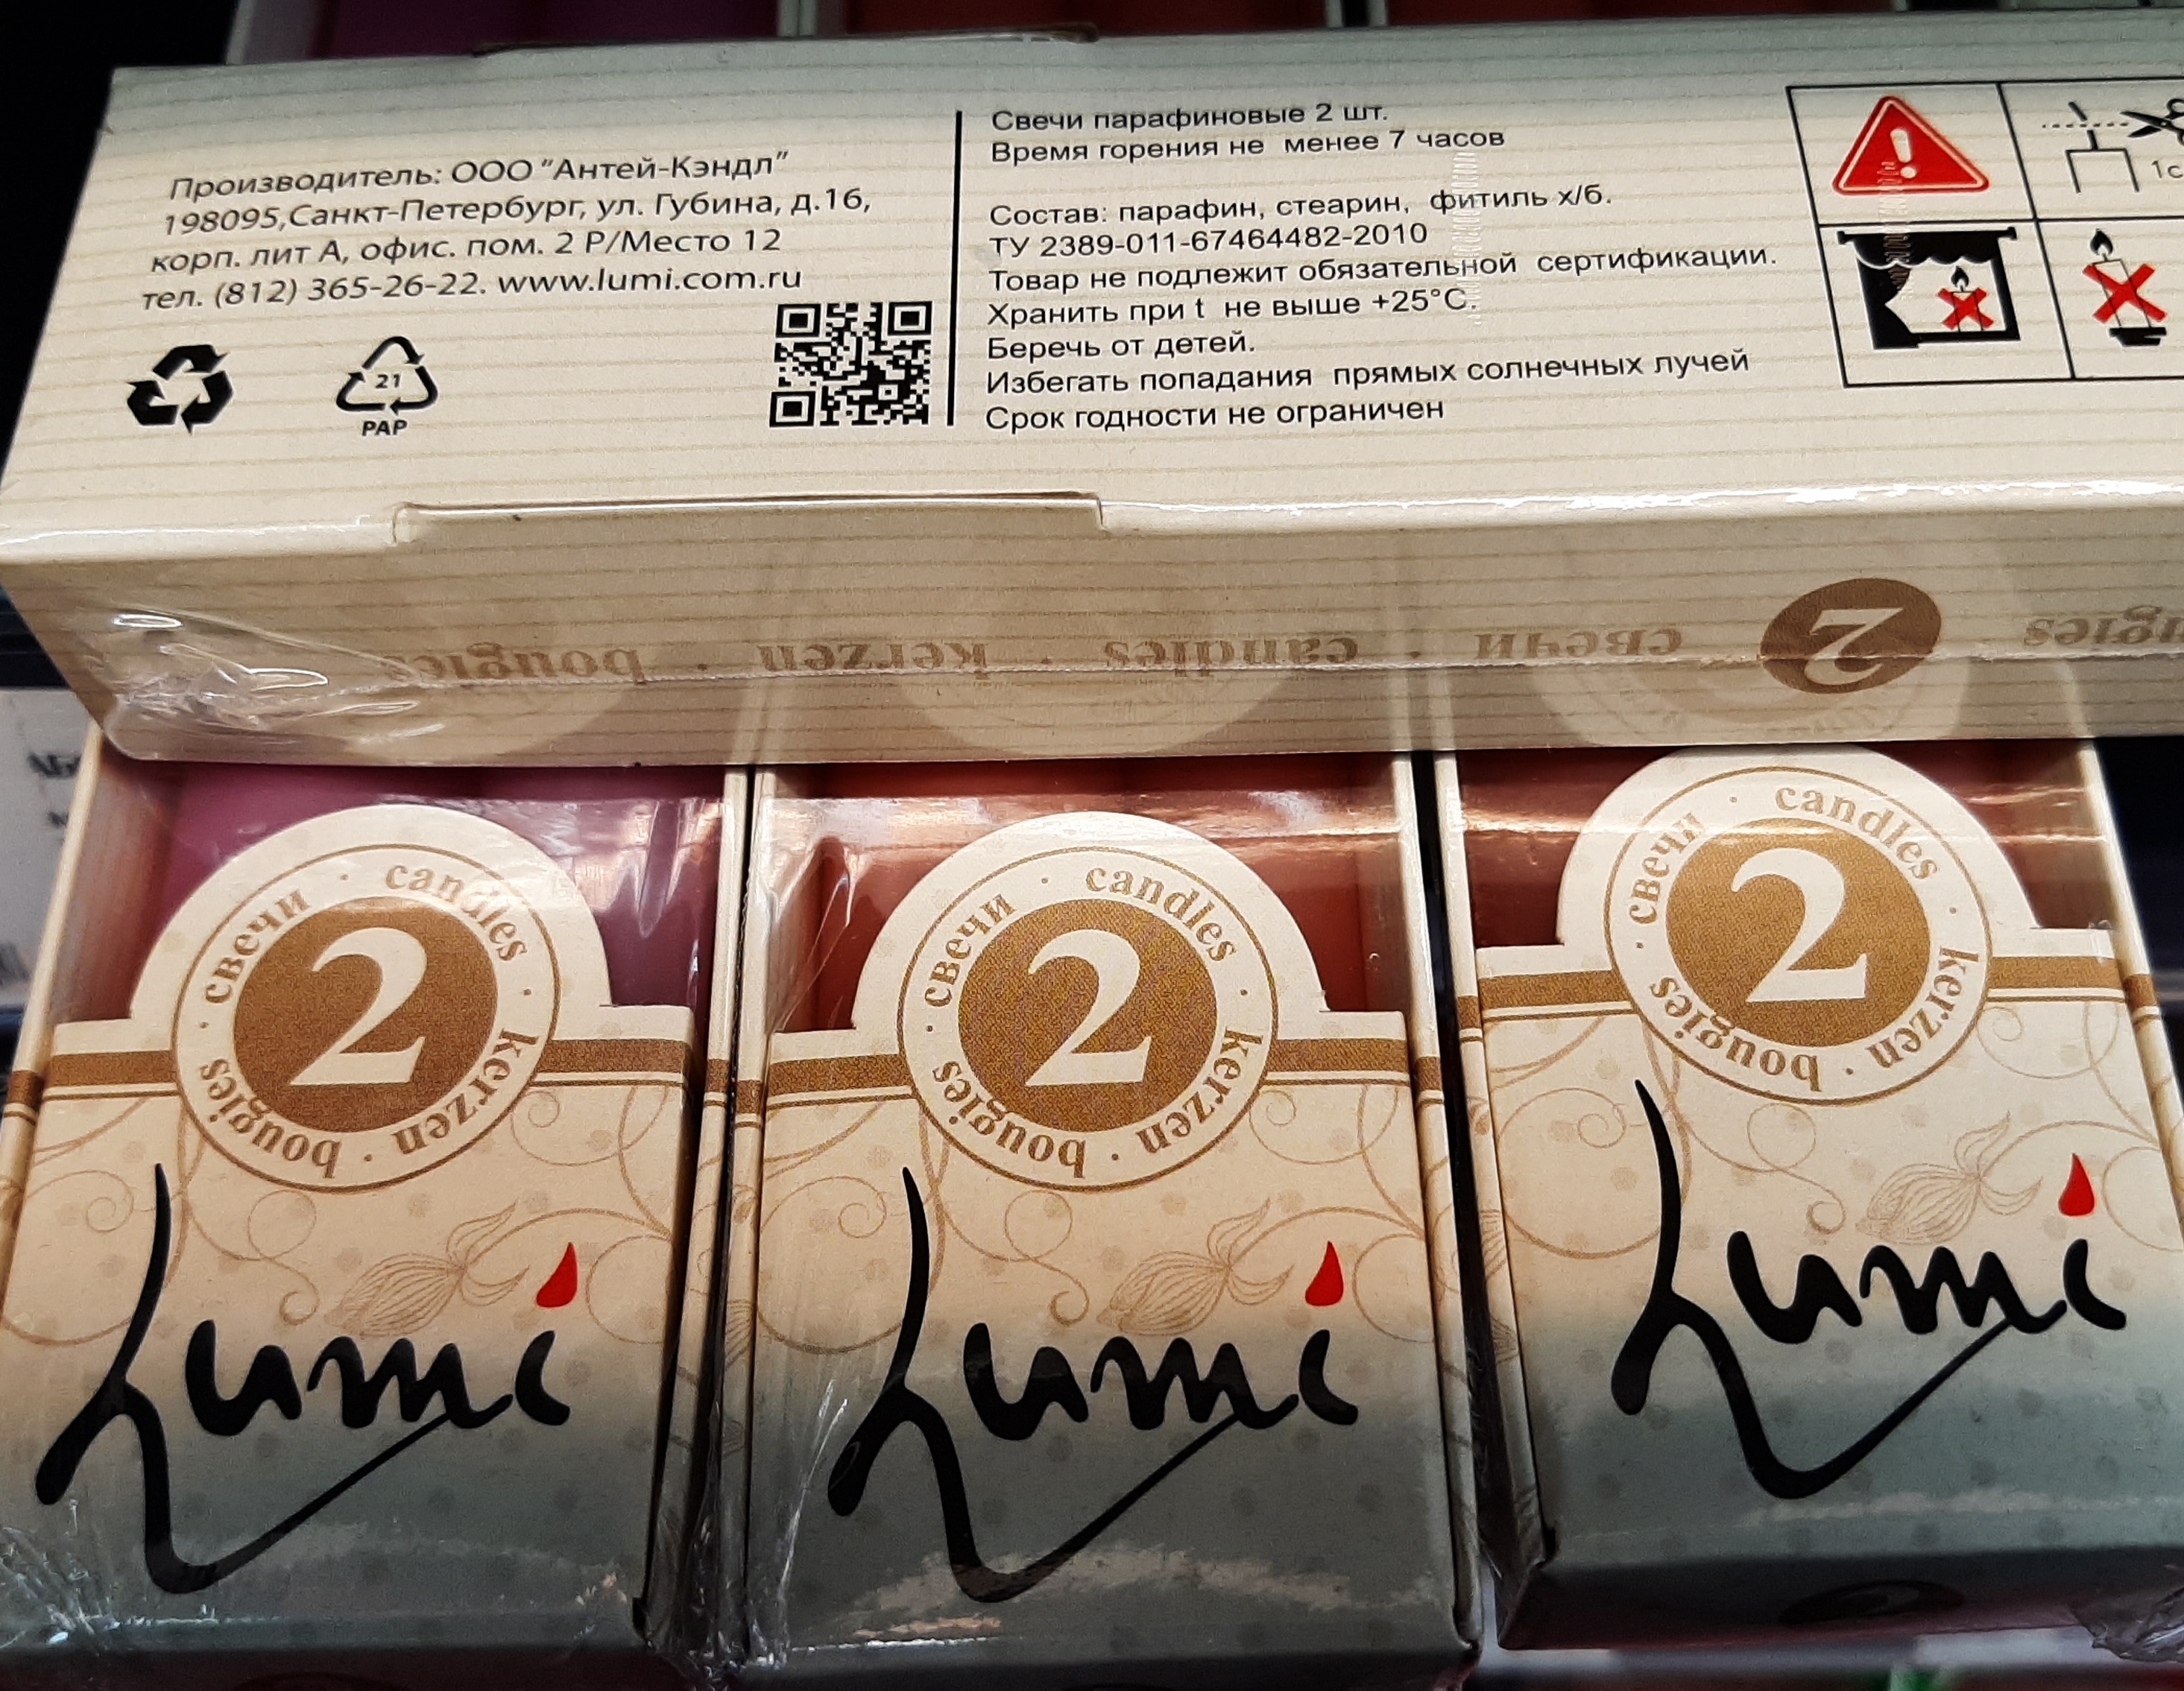 Производитель: ООО "Антей-Кэндл"
198095,Санкт-Петербург, ул. Губина, д.16,
корп. лит А, офис. пом. 2 Р/Место 12
тел. (812) 365-26-22. www.lumi.com.ru
21
PAP
Свечи парафиновые 2 шт.
Время горения не менее 7 часов
Состав: парафин, стеарин, фитиль х/б.
ТУ 2389-011-67464482-2010
Товар не подлежит обязательной сертификации.
Хранить при t не выше +25°C.
Беречь от детей.
Избегать попадания прямых солнечных лучей
Срок годности не ограничен
2 свечи · candles · kerzen · bougies
свечи · candles · kerzen · bougies
2
Lumi
свечи · candles · kerzen · bougies
2
Lumi
свечи · candles · kerzen · bougies
2
Lumi
2